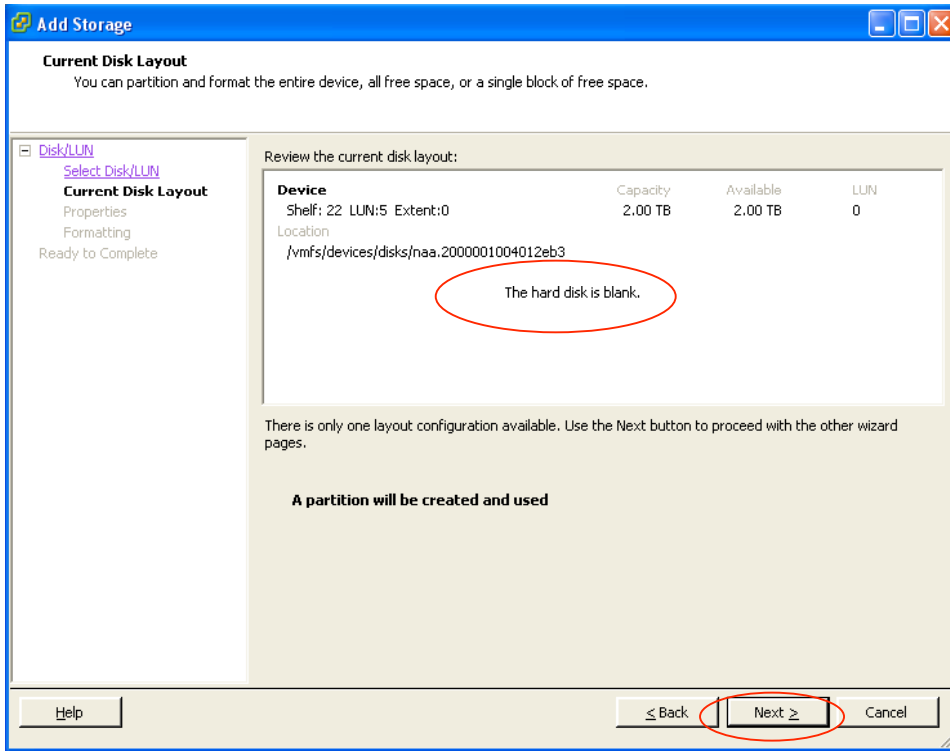 Add Storage
Current Disk Layout
You can partition and format the entire device, all free space, or a single block of free space.
Disk/LUN
Select Disk/LUN
Current Disk Layout
Properties
Formatting
Ready to Complete
Review the current disk layout:
Device Capacity Available LUN
Shelf: 22 LUN:5 Extent:0 2.00 TB 2.00 TB 0
Location
/vmfs/devices/disks/naa.2000001004012eb3
The hard disk is blank.
There is only one layout configuration available. Use the Next button to proceed with the other wizard
pages.
A partition will be created and used
Help < Back Next > Cancel